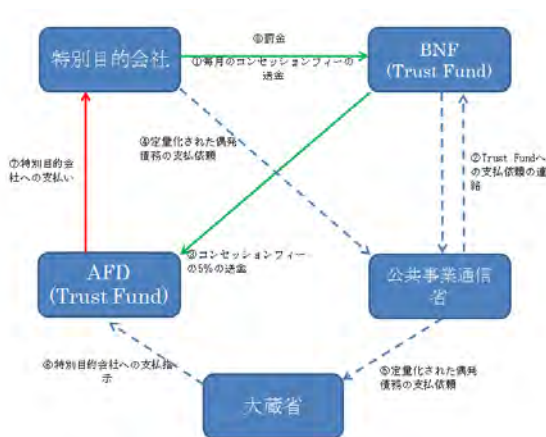 ⑧罰金
特別目的会社
①毎月のコンセッションフィーの
送金
BNF
(Trust Fund)
④定量化された偶発
債務の支払依頼
②Trust Fundへ
の支払依頼の連
絡
⑦特別目的会
社への支払い
③コンセッションフィー
の5%の送金
AFD
(Trust Fund)
公共事業通信
省
⑥特別目的会社への支払指
示
⑤定量化された偶発
債務の支払依頼
大蔵省